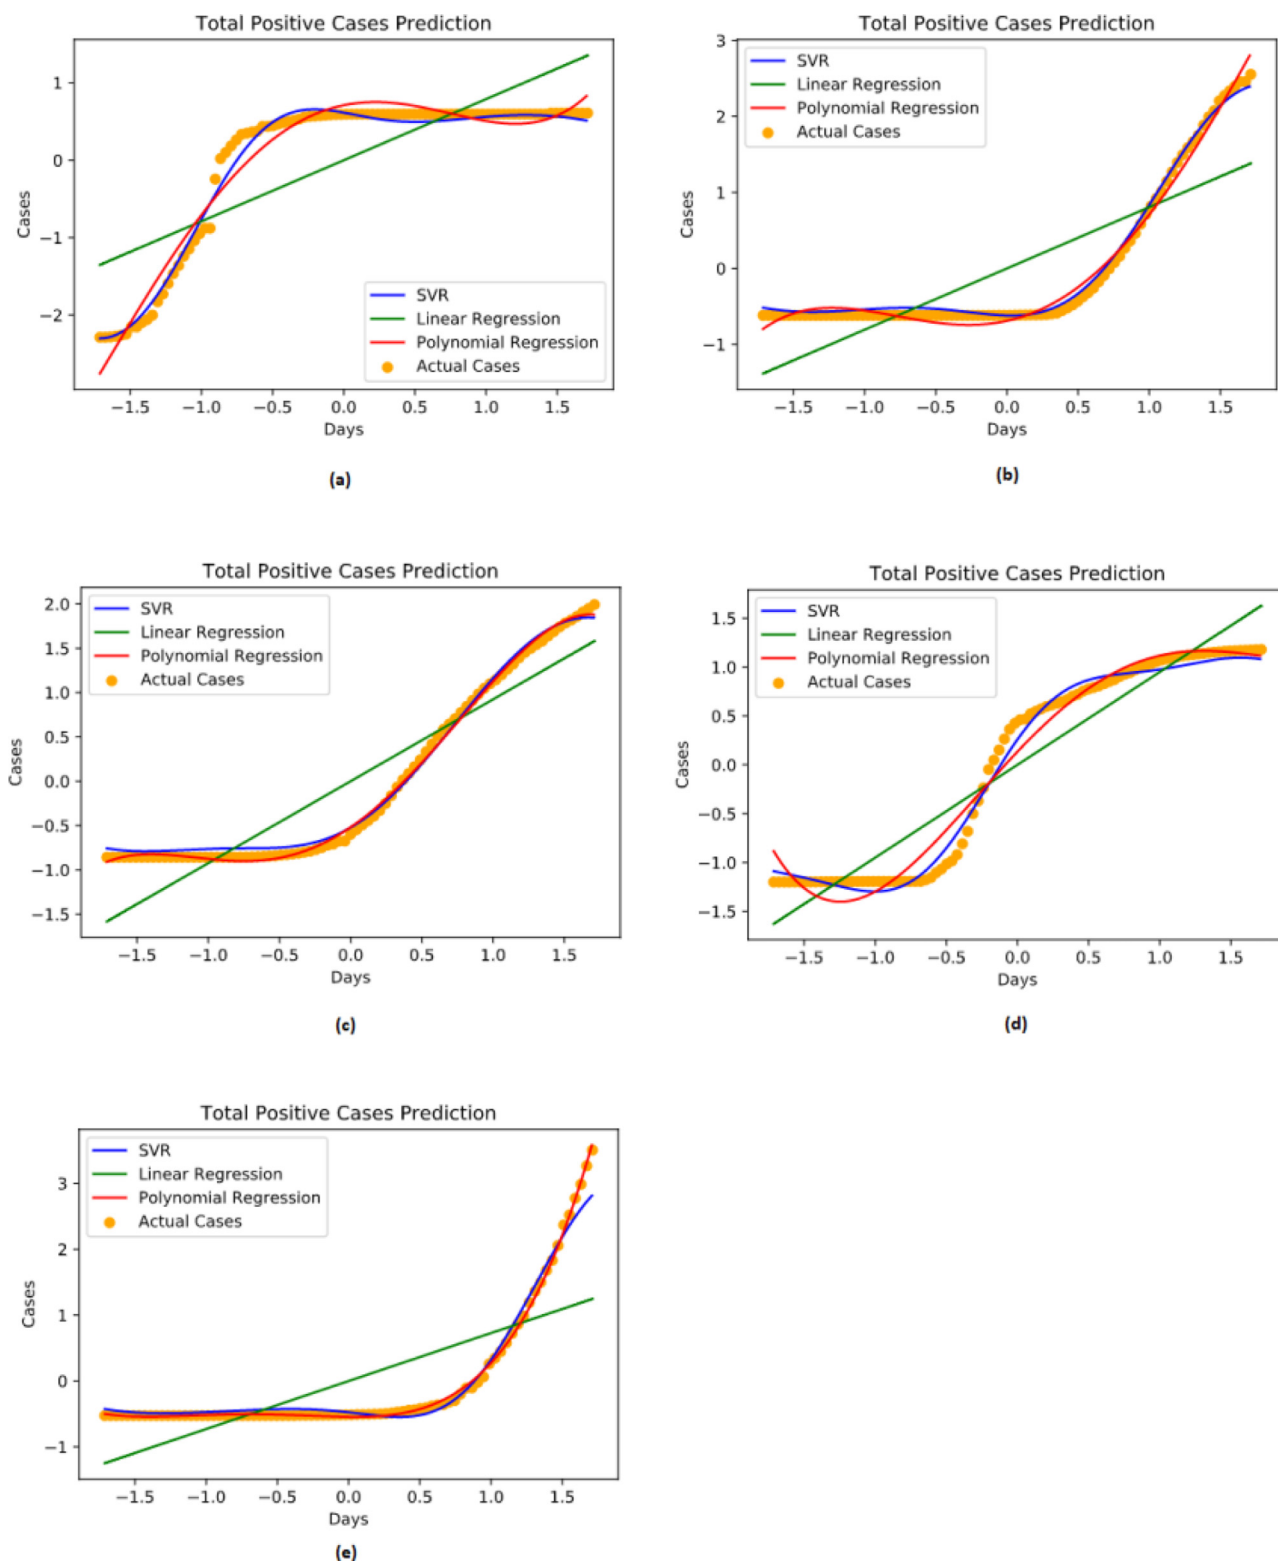 Total Positive Cases Prediction
1
0
−1
−2
Cases
SVR
Linear Regression
Polynomial Regression
Actual Cases
−1.5 −1.0 −0.5 0.0 0.5 1.0 1.5
Days
(a)
Total Positive Cases Prediction
3
2
1
0
−1
Cases
SVR
Linear Regression
Polynomial Regression
Actual Cases
−1.5 −1.0 −0.5 0.0 0.5 1.0 1.5
Days
(b)
Total Positive Cases Prediction
2.0
1.5
1.0
0.5
0.0
−0.5
−1.0
−1.5
Cases
SVR
Linear Regression
Polynomial Regression
Actual Cases
−1.5 −1.0 −0.5 0.0 0.5 1.0 1.5
Days
(c)
Total Positive Cases Prediction
1.5
1.0
0.5
0.0
−0.5
−1.0
−1.5
Cases
SVR
Linear Regression
Polynomial Regression
Actual Cases
−1.5 −1.0 −0.5 0.0 0.5 1.0 1.5
Days
(d)
Total Positive Cases Prediction
3
2
1
0
−1
Cases
SVR
Linear Regression
Polynomial Regression
Actual Cases
−1.5 −1.0 −0.5 0.0 0.5 1.0 1.5
Days
(e)